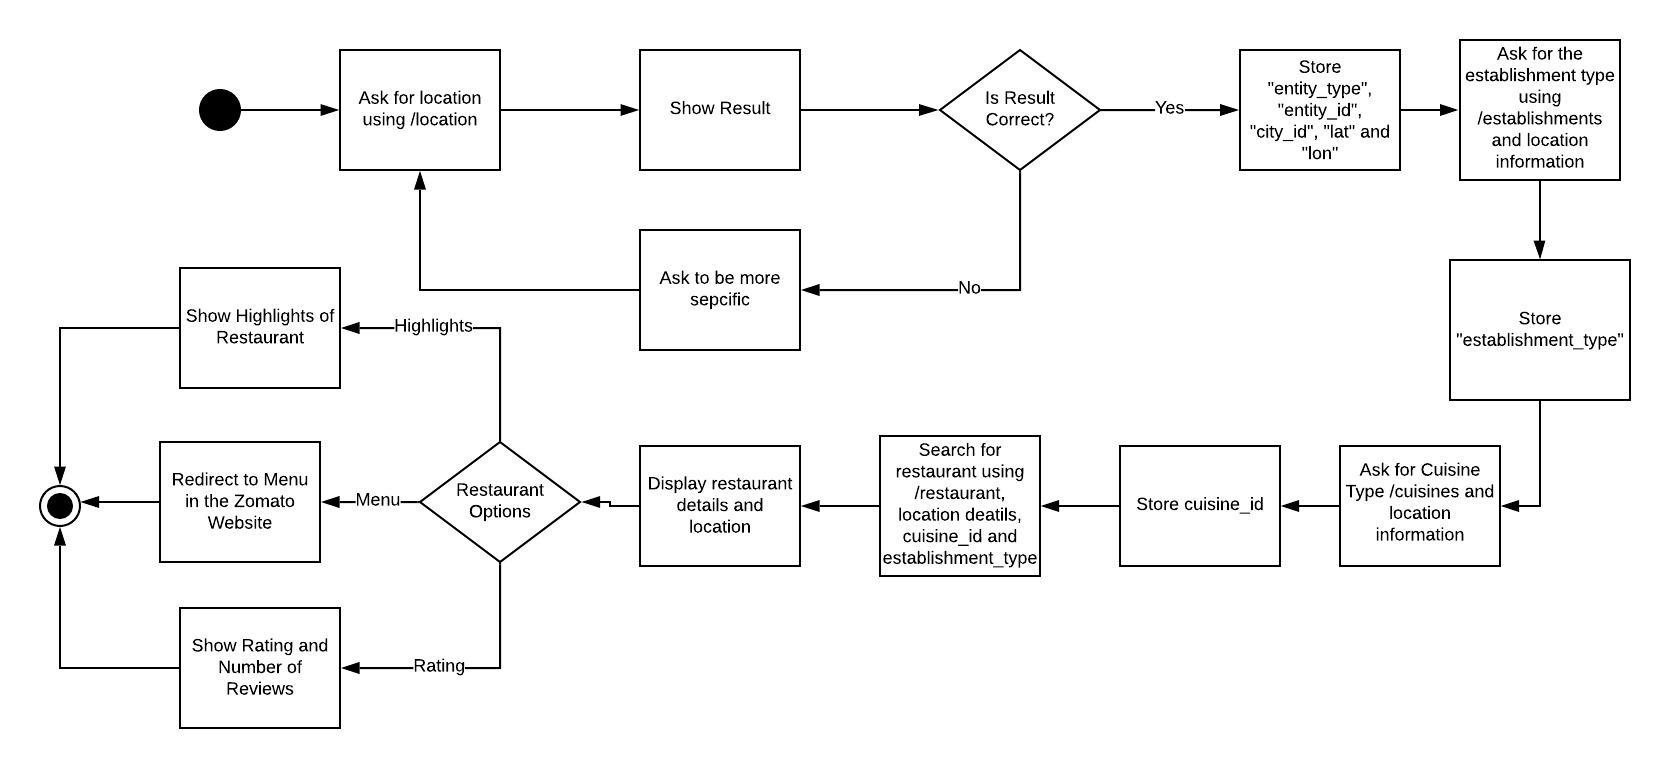 Ask for location
using /location
Show Result
Is Result
Correct?
Yes
Store
"entity_type",
"entity_id",
"city_id", "lat" and
"lon"
Ask for the
establishment type
using
/establishments
and location
information
No
Ask to be more
sepcific
Store
"establishment_type"
Ask for Cuisine
Type /cuisines and
location
information
Store cuisine_id
Search for
restaurant using
/restaurant,
location deatils,
cuisine_id and
establishment_type
Display restaurant
details and
location
Restaurant
Options
Highlights
Show Highlights of
Restaurant
Menu
Redirect to Menu
in the Zomato
Website
Rating
Show Rating and
Number of
Reviews